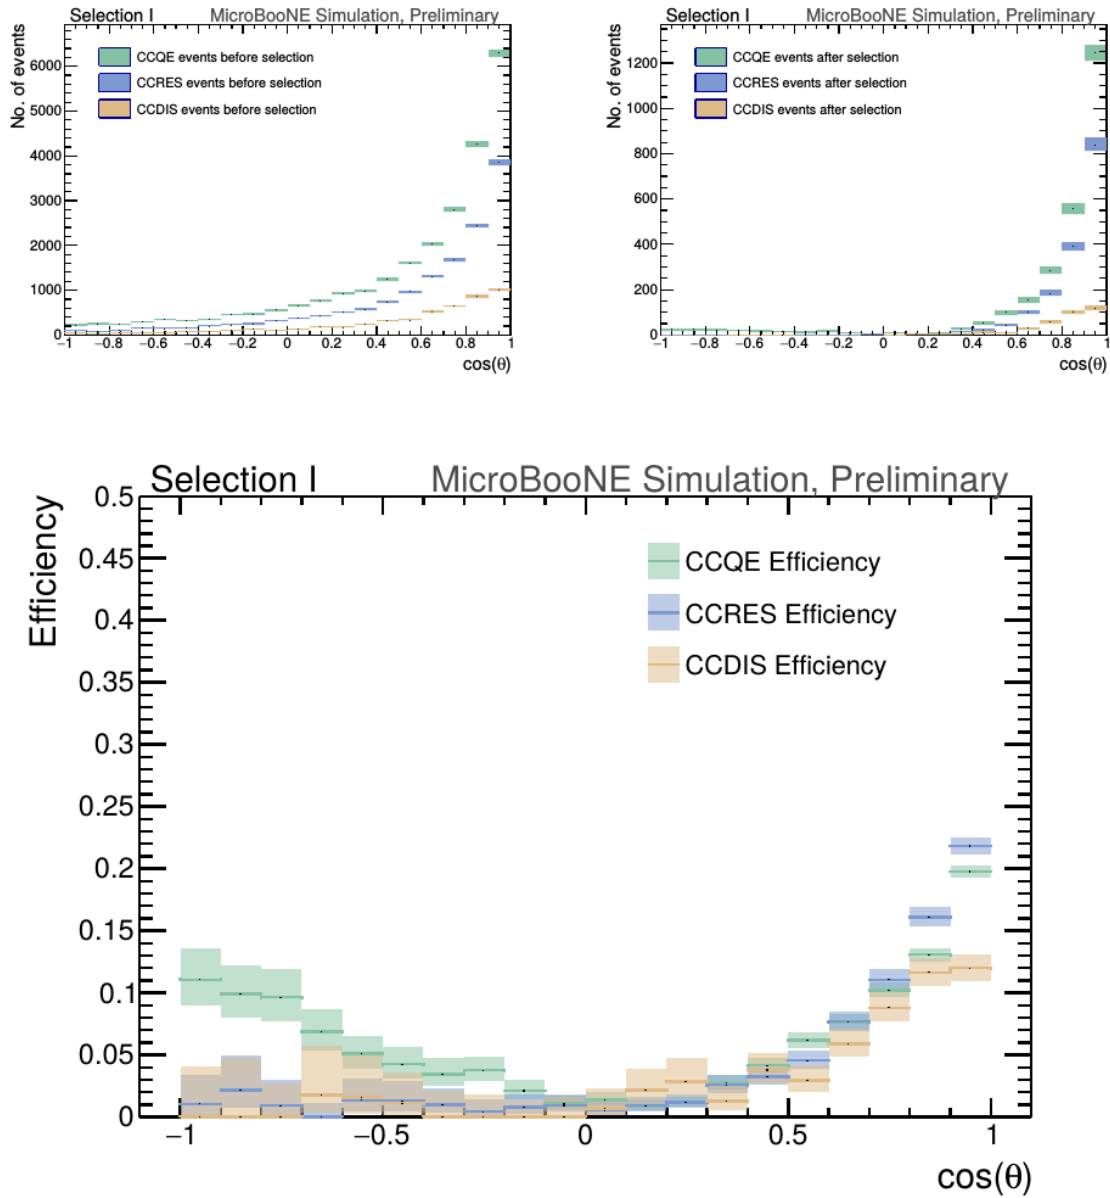 Selection I MicroBooNE Simulation, Preliminary
No. of events
6000
5000
4000
3000
2000
1000
0
CCQE events before selection
CCRES events before selection
CCDIS events before selection
−1 −0.8 −0.6 −0.4 −0.2 0 0.2 0.4 0.6 0.8 1
cos(θ)
Selection I MicroBooNE Simulation, Preliminary
No. of events
1200
1000
800
600
400
200
0
CCQE events after selection
CCRES events after selection
CCDIS events after selection
−1 −0.8 −0.6 −0.4 −0.2 0 0.2 0.4 0.6 0.8 1
cos(θ)
Selection I MicroBooNE Simulation, Preliminary
Efficiency
0.5
0.45
0.4
0.35
0.3
0.25
0.2
0.15
0.1
0.05
0
CCQE Efficiency
CCRES Efficiency
CCDIS Efficiency
−1 −0.5 0 0.5 1
cos(θ)